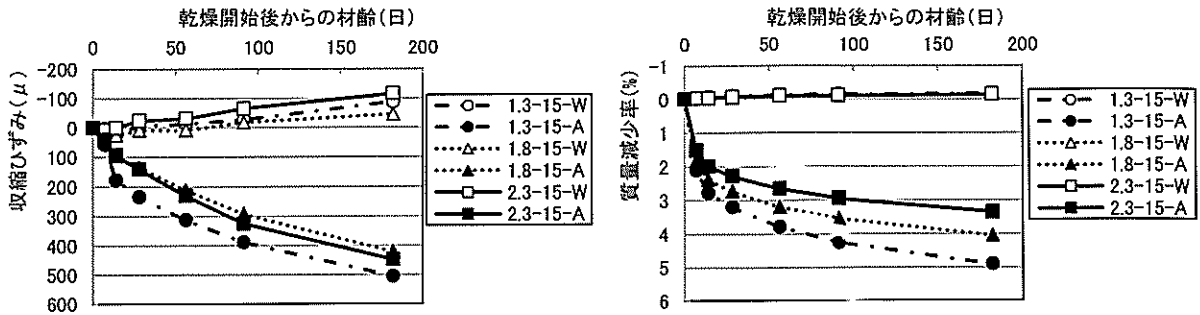 乾燥開始後からの材齢(日)
0 50 100 150 200
-200
-100
0
100
200
300
400
500
600
収縮ひずみ(μ)
1.3-15-W
1.3-15-A
1.8-15-W
1.8-15-A
2.3-15-W
2.3-15-A
乾燥開始後からの材齢(日)
0 50 100 150 200
-1
0
1
2
3
4
5
6
質量減少率(%)
1.3-15-W
1.3-15-A
1.8-15-W
1.8-15-A
2.3-15-W
2.3-15-A